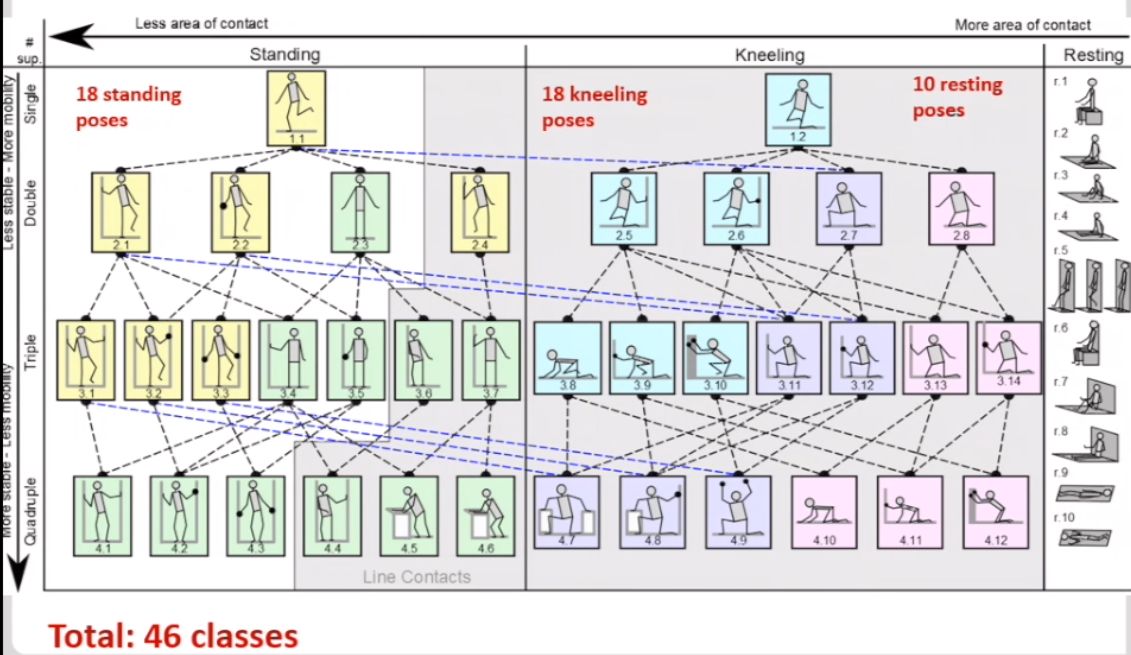 Less area of contact
More area of contact
# sup.
Standing
Kneeling
Resting
Less stable - More mobility
More stable - Less mobility
Single
18 standing
poses
1.1
18 kneeling
poses
1.2
10 resting
poses
Double
2.1 2.2 2.3 2.4 2.5 2.6 2.7 2.8
Triple
3.1 3.2 3.3 3.4 3.5 3.6 3.7 3.8 3.9 3.10 3.11 3.12 3.13 3.14
Quadruple
4.1 4.2 4.3 4.4 4.5 4.6 4.7 4.8 4.9 4.10 4.11 4.12
Line Contacts
r.1
r.2
r.3
r.4
r.5
r.6
r.7
r.8
r.9
r.10
Total: 46 classes